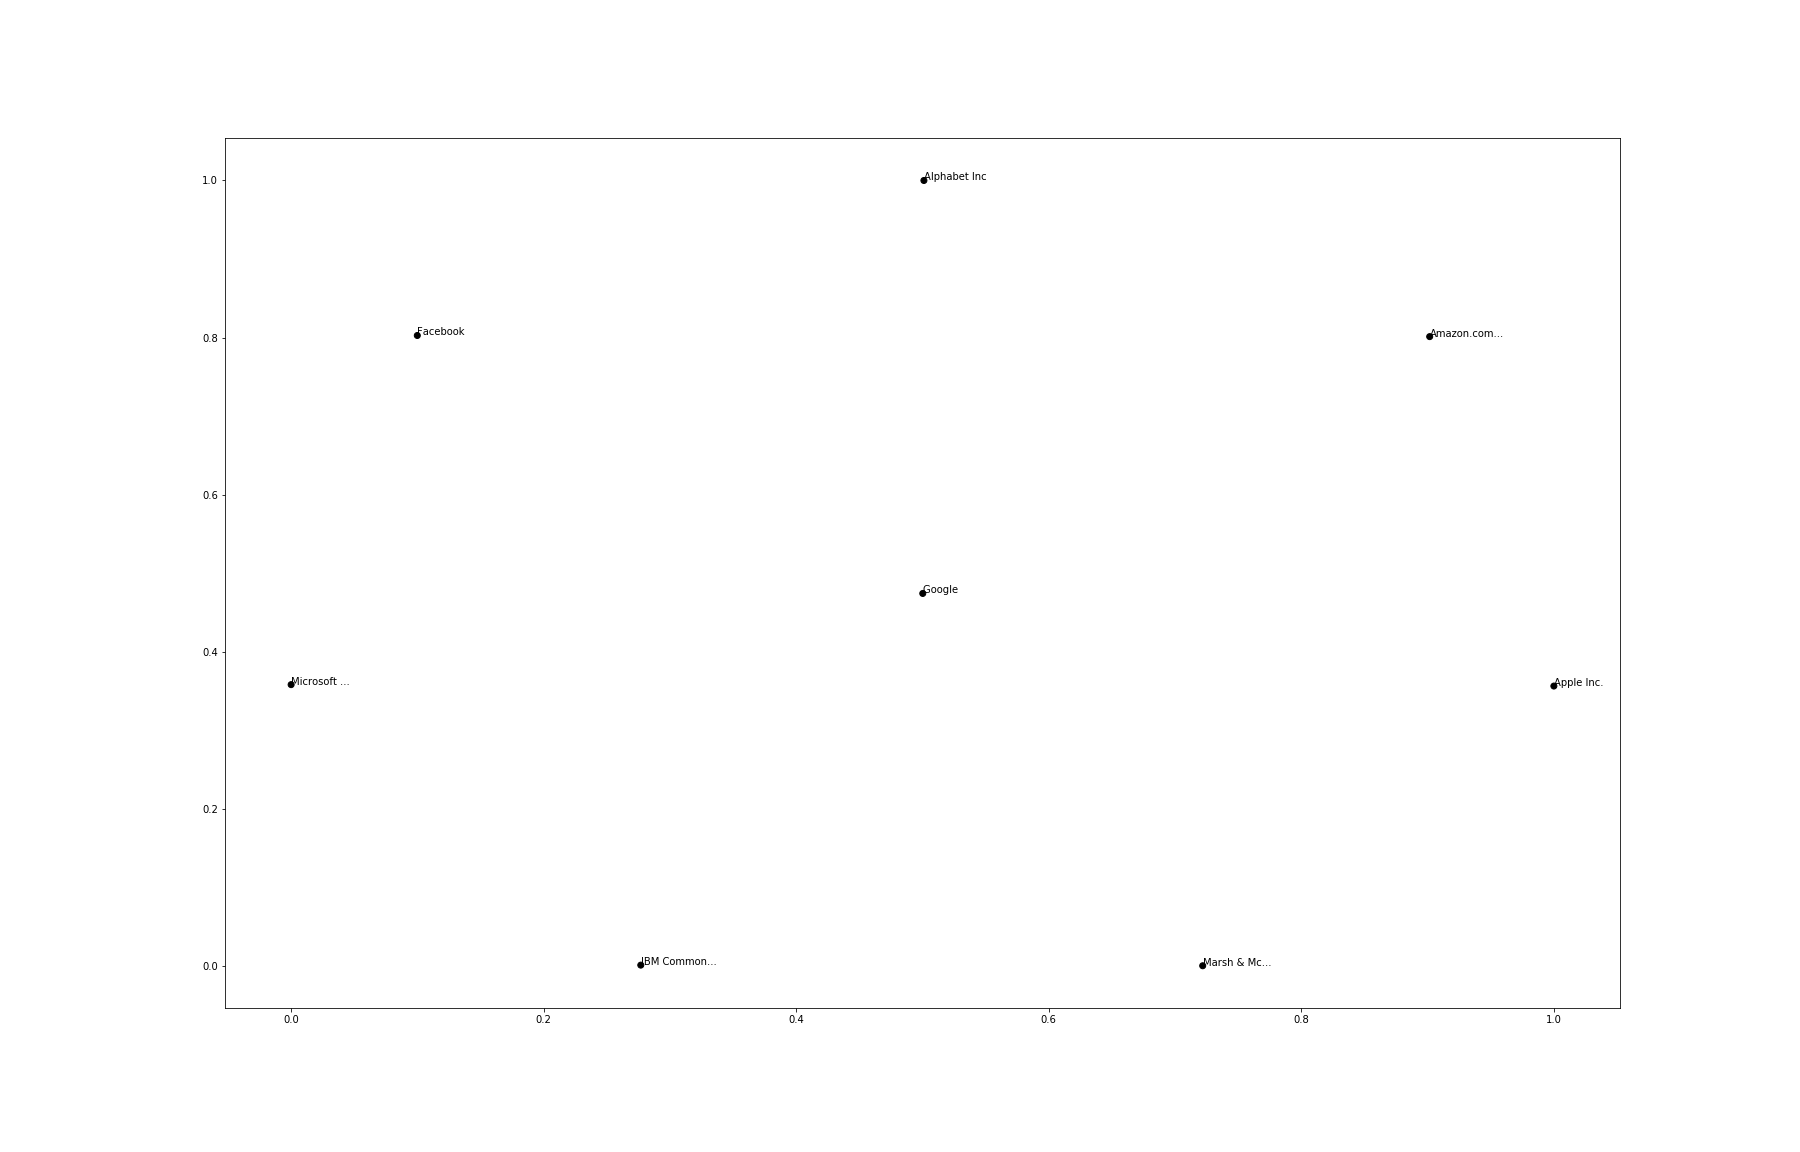 1.0
Alphabet Inc
Facebook
Amazon.com...
0.8
0.6
Google
0.4
Microsoft ...
Apple Inc.
0.2
IBM Common...
Marsh & Mc...
0.0
0.0 0.2 0.4 0.6 0.8 1.0